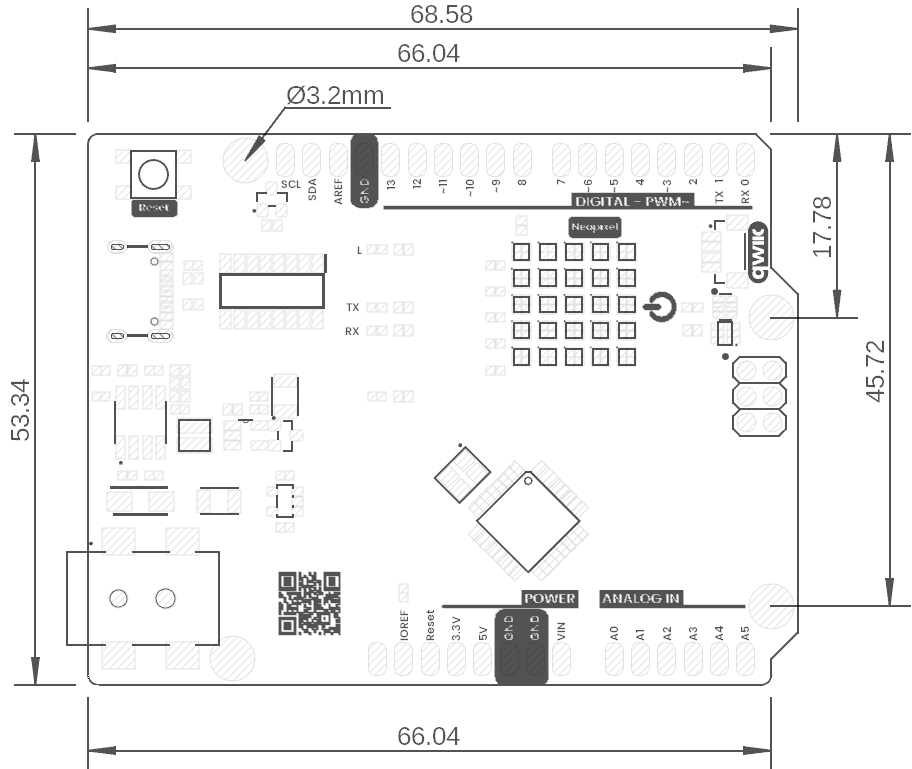 68.58
66.04
Ø3.2mm
Reset
SCL
SDA
AREF
GND
13
12
~11
~10
~9
8
7
~6
~5
4
~3
2
TX 1
RX 0
DIGITAL - PWM~
Neopixel
qwiic
17.78
L
TX
RX
45.72
53.34
POWER
ANALOG IN
IOREF
Reset
3.3V
5V
GND
GND
VIN
A0
A1
A2
A3
A4
A5
66.04